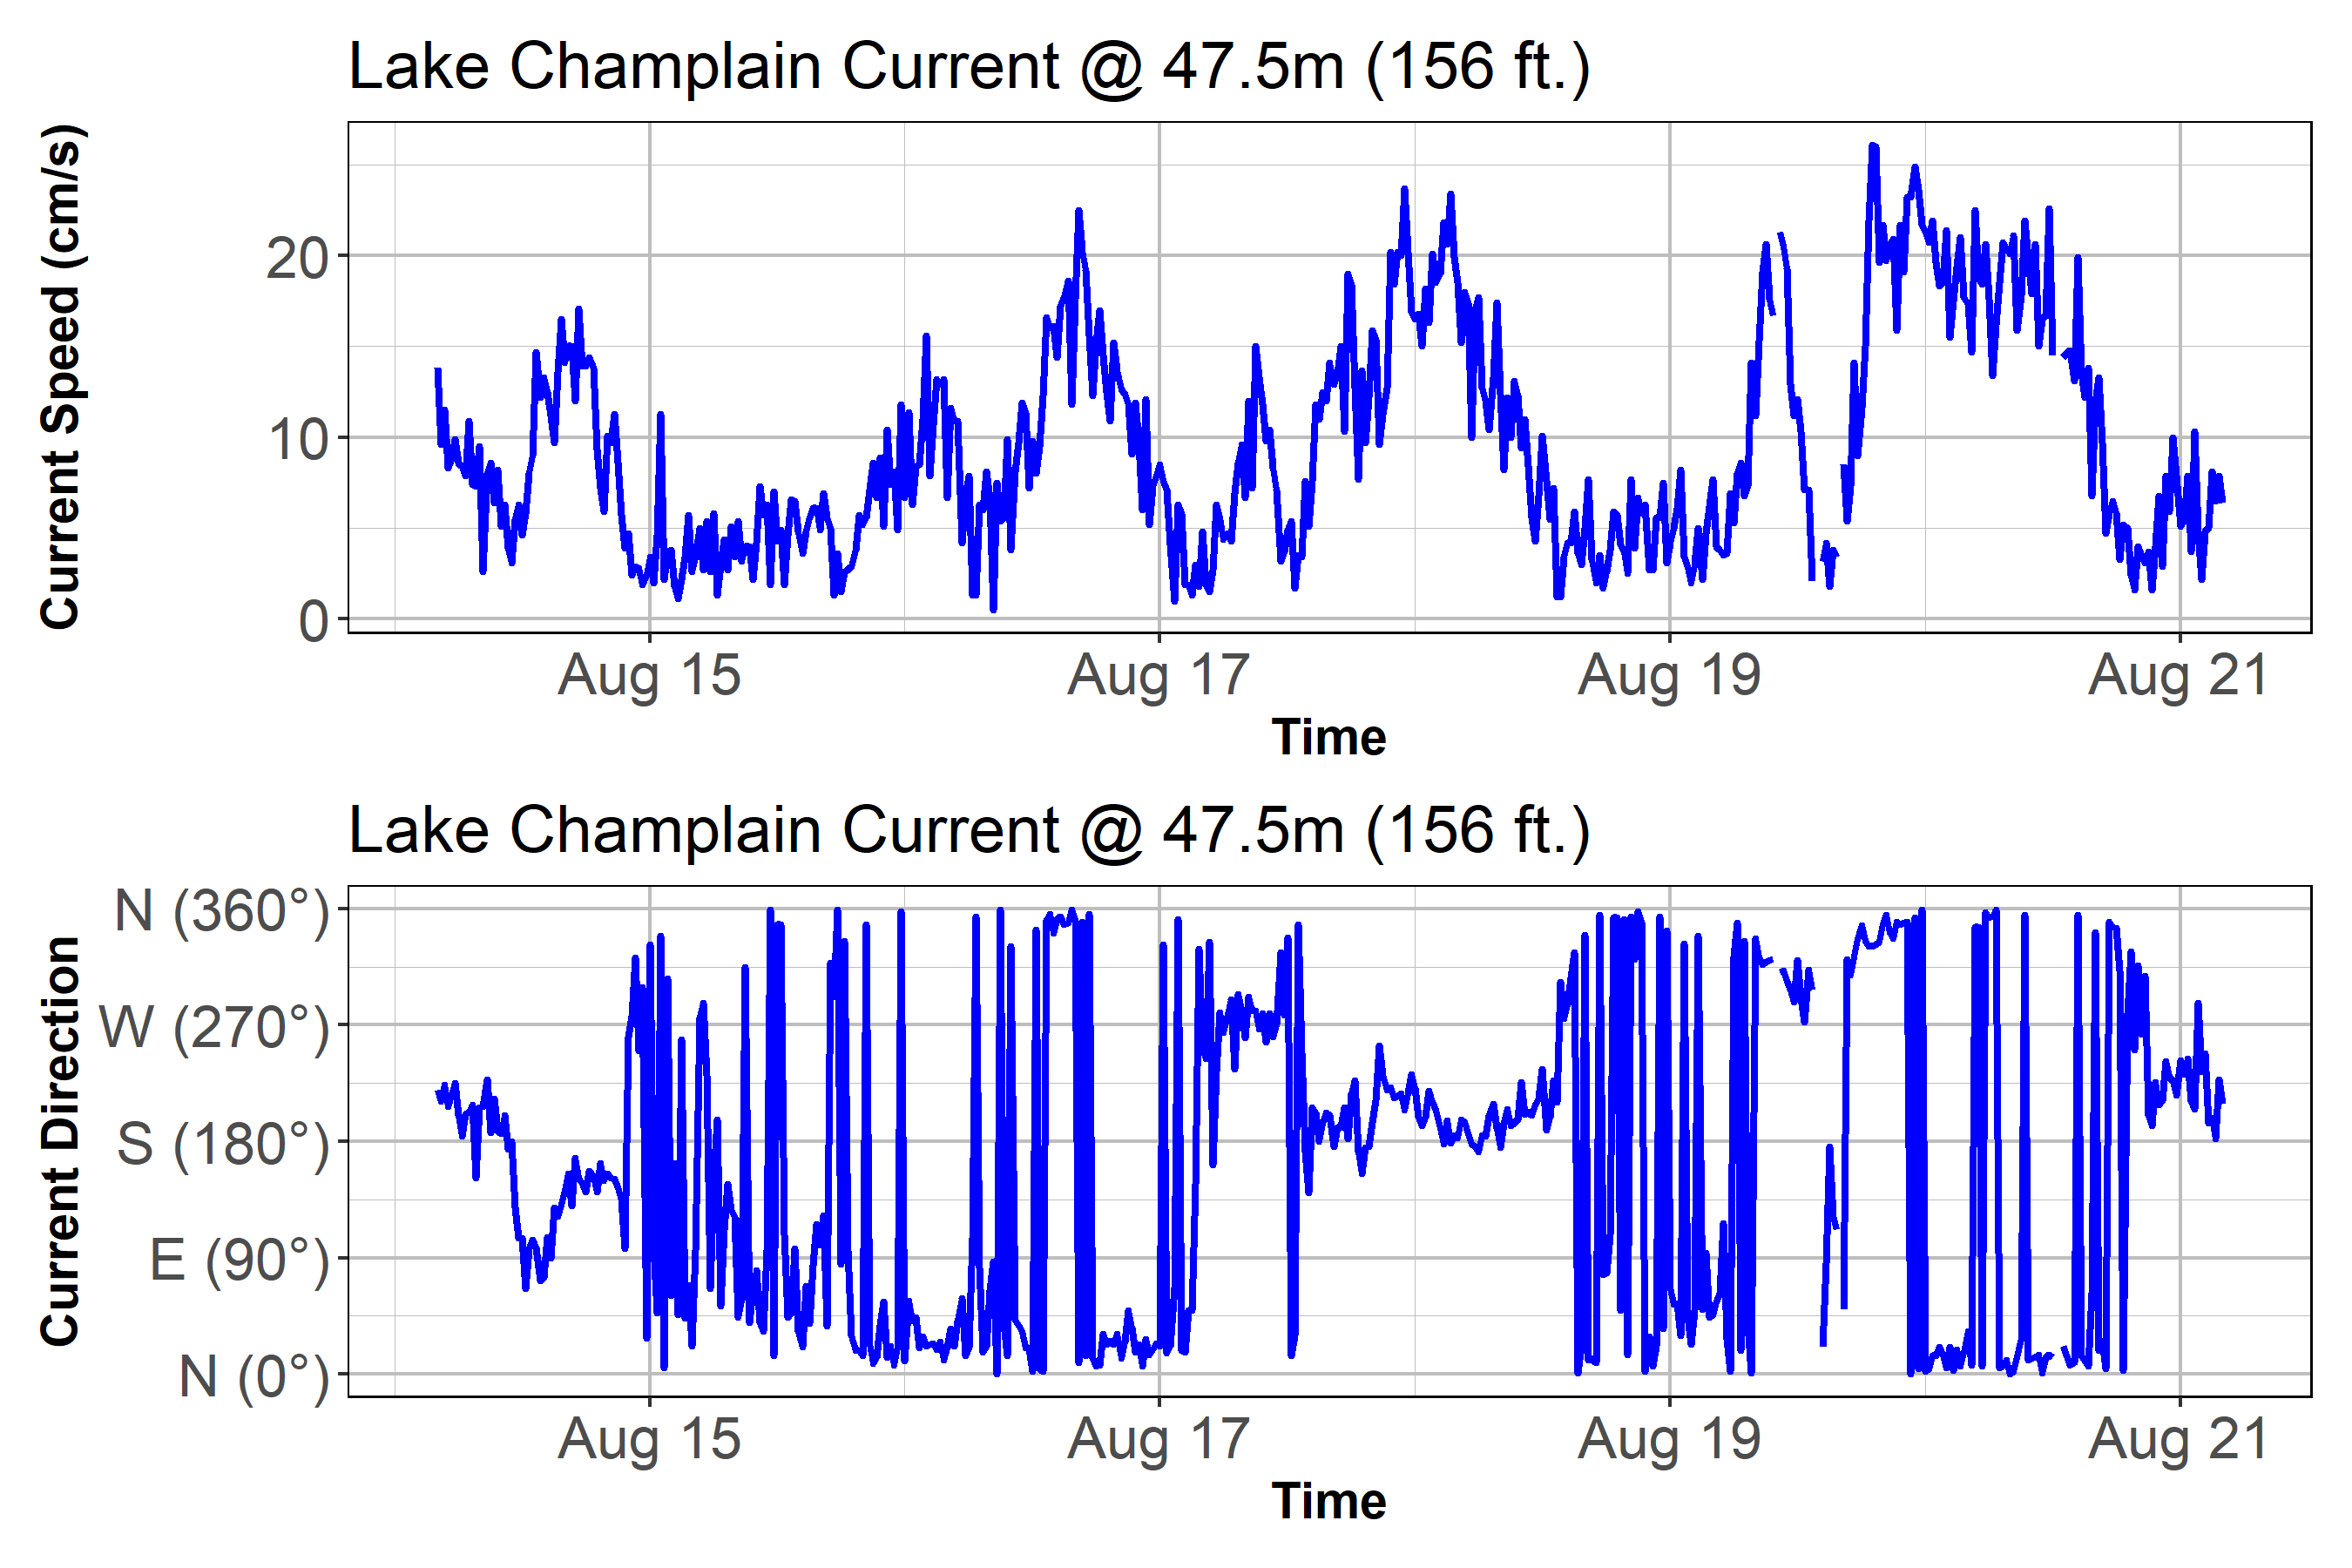 Lake Champlain Current @ 47.5m (156 ft.)
Current Speed (cm/s)
20
10
0
Aug 15 Aug 17 Aug 19 Aug 21
Time
Lake Champlain Current @ 47.5m (156 ft.)
Current Direction
N (360°)
W (270°)
S (180°)
E (90°)
N (0°)
Aug 15 Aug 17 Aug 19 Aug 21
Time